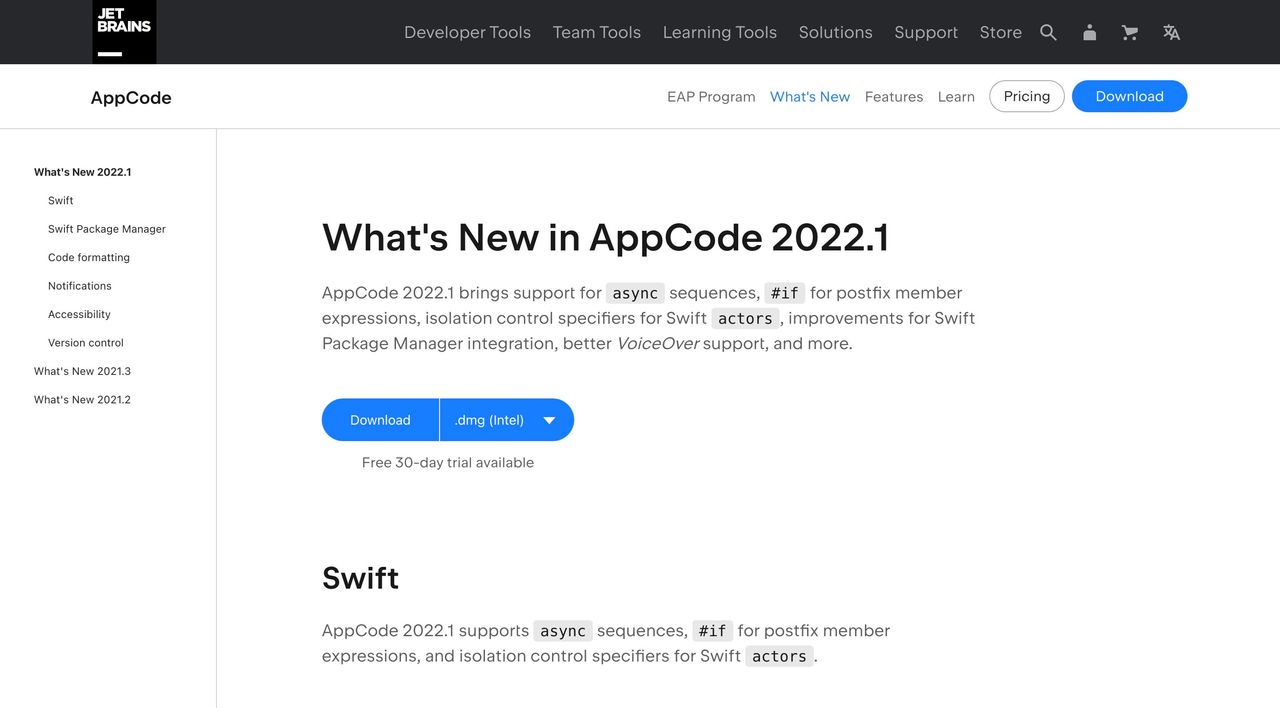 JET
BRAINS
Developer Tools Team Tools Learning Tools Solutions Support Store
AppCode
EAP Program What's New Features Learn Pricing Download
What's New 2022.1
Swift
Swift Package Manager
Code formatting
Notifications
Accessibility
Version control
What's New 2021.3
What's New 2021.2
What's New in AppCode 2022.1
AppCode 2022.1 brings support for async sequences, #if for postfix member
expressions, isolation control specifiers for Swift actors, improvements for Swift
Package Manager integration, better VoiceOver support, and more.
Download .dmg (Intel)
Free 30-day trial available
Swift
AppCode 2022.1 supports async sequences, #if for postfix member
expressions, and isolation control specifiers for Swift actors.